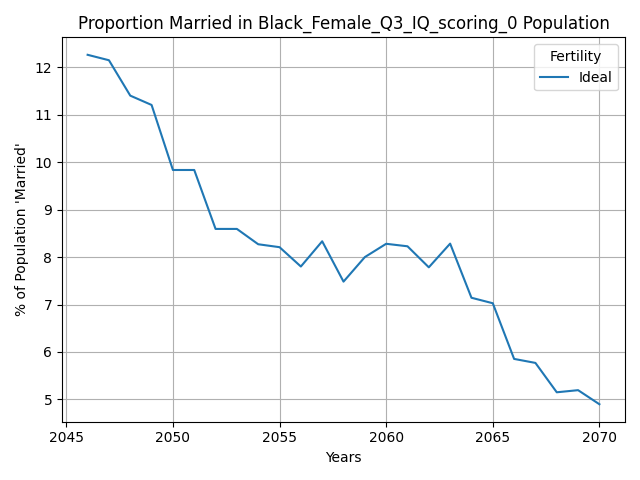 Proportion Married in Black_Female_Q3_IQ_scoring_0 Population
Fertility
Ideal
% of Population 'Married'
12
11
10
9
8
7
6
5
2045
2050
2055
2060
2065
2070
Years